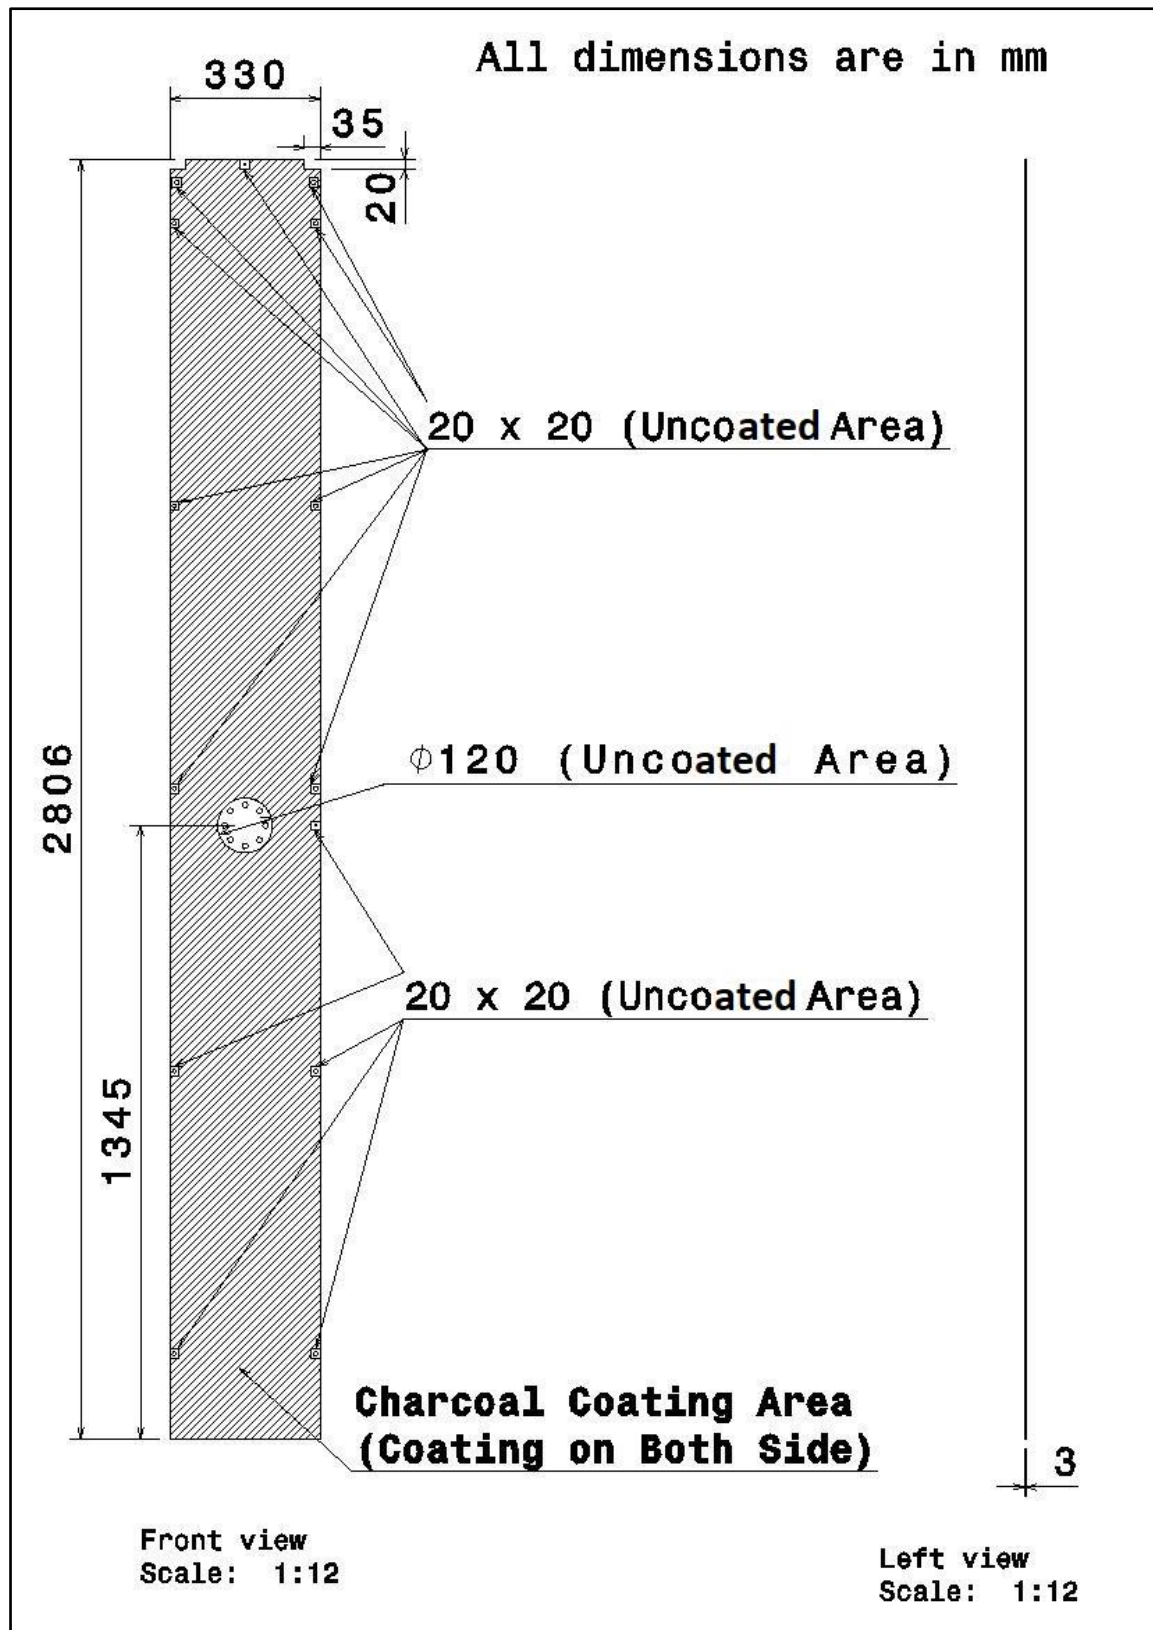 All dimensions are in mm
330
35
20
20 x 20 (Uncoated Area)
2806
ϕ120 (Uncoated Area)
20 x 20 (Uncoated Area)
1345
Charcoal Coating Area
(Coating on Both Side)
3
Front view
Scale: 1:12
Left view
Scale: 1:12